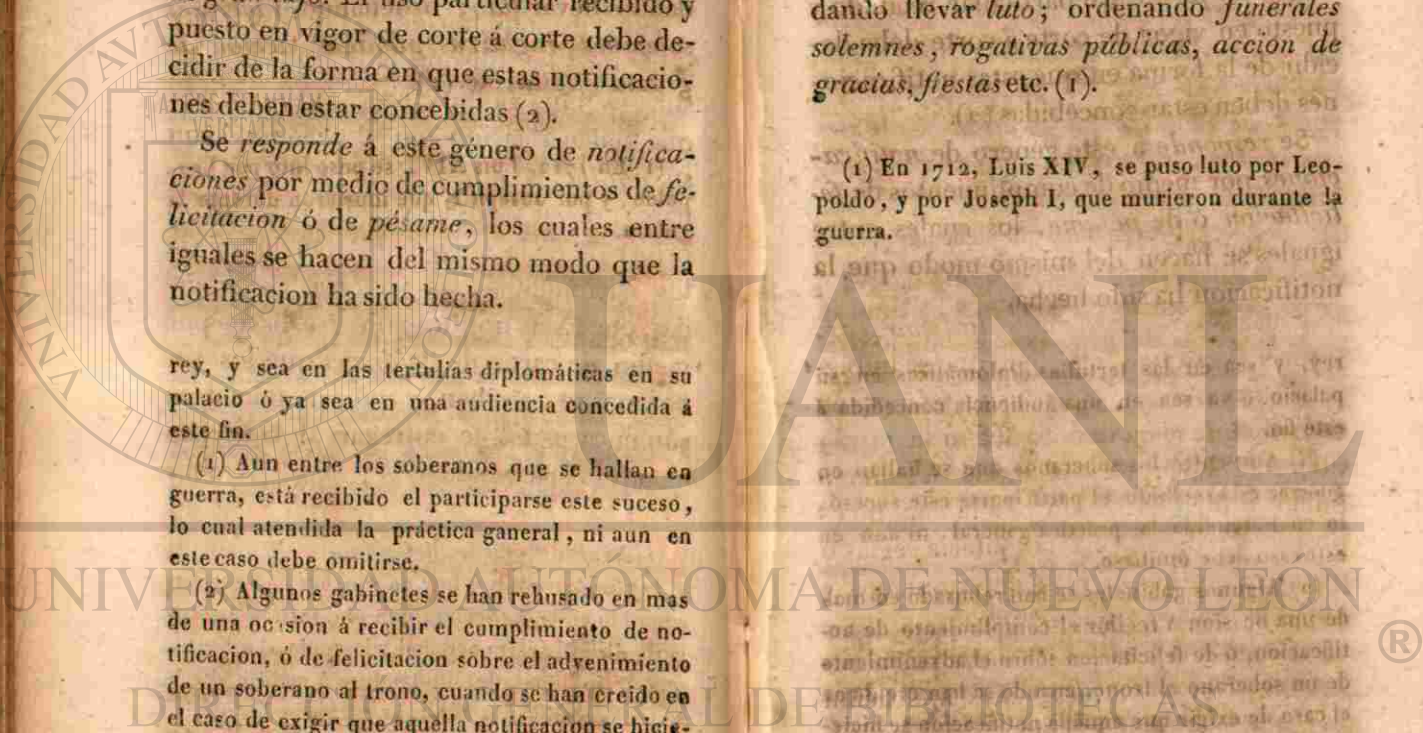 puesto en vigor de corte á corte debe de-
cidir de la forma en que estas notificacio-
nes deben estar concebidas (2).
Se responde á este género de notifica-
ciones por medio de cumplimientos de fe-
licitacion ó de pésame, los cuales entre
iguales se hacen del mismo modo que la
notificacion ha sido hecha.
rey, y sea en las tertulias diplomáticas en su
palacio ó ya sea en una audiencia concedida á
este fin.
(1) Aun entre los soberanos que se hallan en
guerra, está recibido el participarse este suceso,
lo cual atendida la práctica ganeral, ni aun en
este caso debe omitirse.
(2) Algunos gabinetes se han rehusado en mas
de una ocasion á recibir el cumplimiento de no-
tificacion, ó de felicitacion sobre el advenimiento
de un soberano al trono, cuando se han creido en
el caso de exigir que aquella notificacion se hicie-
dando llevar luto; ordenando funerales
solemnes, rogativas públicas, accion de
gracias, fiestas etc. (1).
(1) En 1712, Luis XIV, se puso luto por Leo-
poldo, y por Joseph I, que murieron durante la
guerra.
UANL
UNIVERSIDAD AUTÓNOMA DE NUEVO LEÓN
®
DIRECCIÓN GENERAL DE BIBLIOTECAS